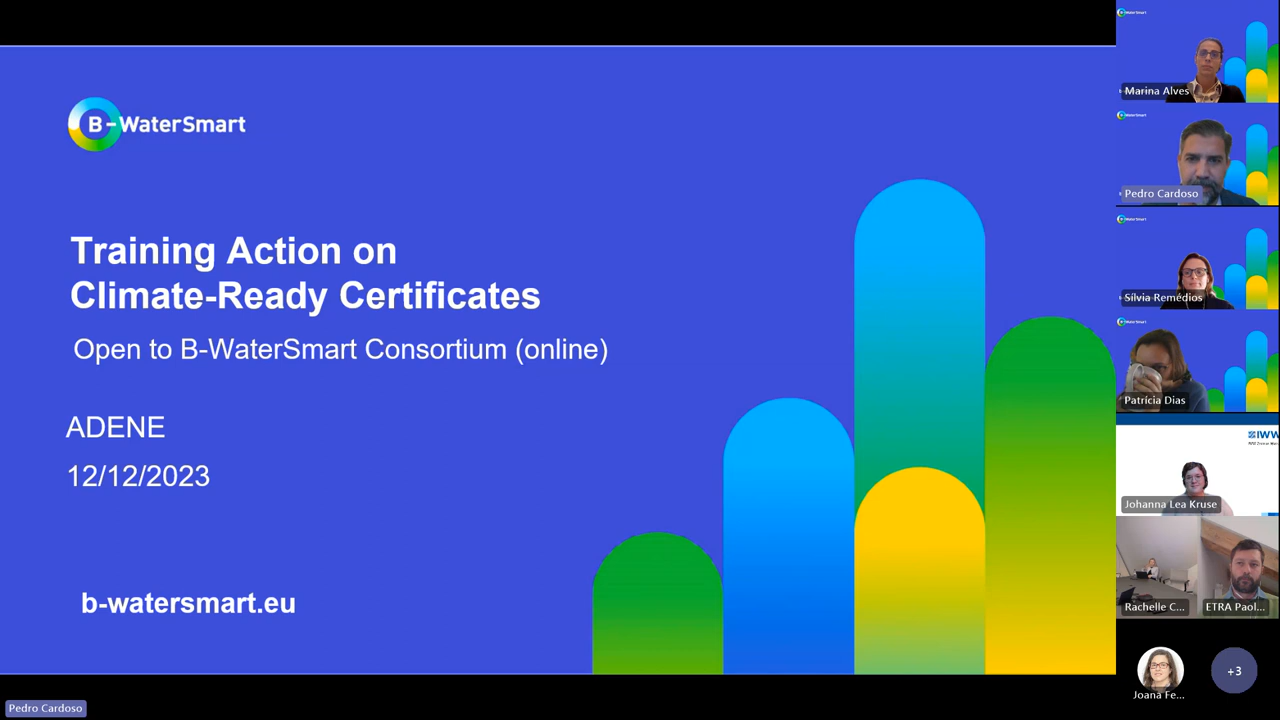 B-WaterSmart
Training Action on
Climate-Ready Certificates
Open to B-WaterSmart Consortium (online)
ADENE
12/12/2023
b-watersmart.eu
Pedro Cardoso
Marina Alves
Pedro Cardoso
Sílvia Remédios
Patrícia Dias
IWW
Johanna Lea Kruse
Rachelle C...
ETRA Paol...
Joana Fe...
+3